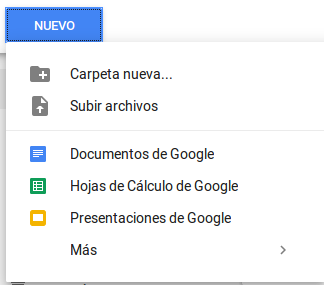 NUEVO
Carpeta nueva...
Subir archivos
Documentos de Google
Hojas de Cálculo de Google
Presentaciones de Google
Más